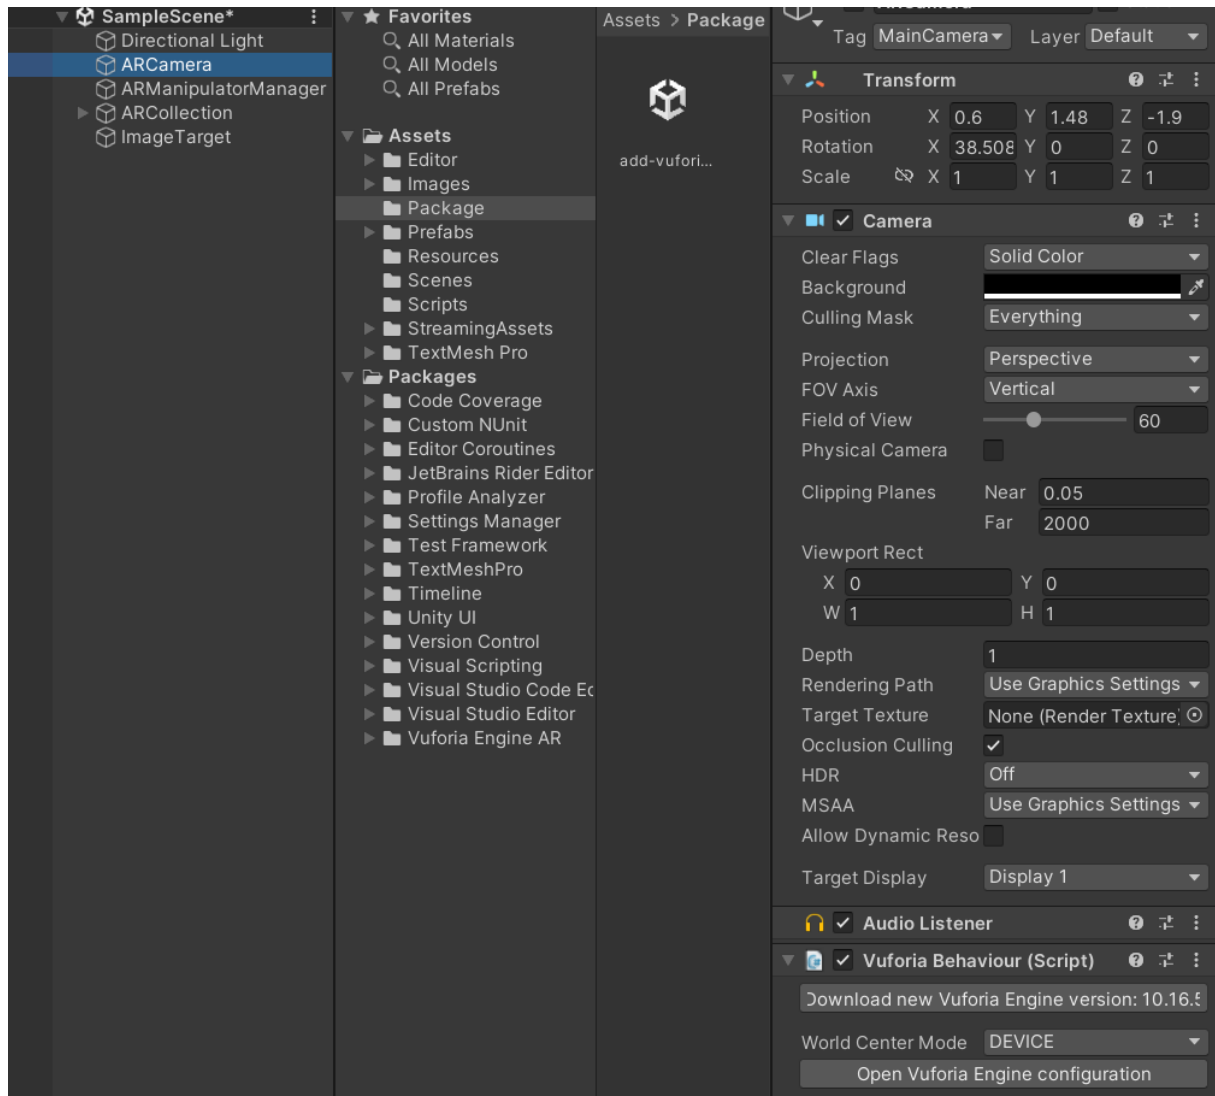 SampleScene*
Directional Light
ARCamera
ARManipulatorManager
ARCollection
ImageTarget
Favorites
All Materials
All Models
All Prefabs
Assets
Editor
Images
Package
Prefabs
Resources
Scenes
Scripts
StreamingAssets
TextMesh Pro
Packages
Code Coverage
Custom NUnit
Editor Coroutines
JetBrains Rider Editor
Profile Analyzer
Settings Manager
Test Framework
TextMeshPro
Timeline
Unity UI
Version Control
Visual Scripting
Visual Studio Code Ec
Visual Studio Editor
Vuforia Engine AR
Assets > Package
add-vufori...
Tag MainCamera Layer Default
Transform
Position X 0.6 Y 1.48 Z -1.9
Rotation X 38.508 Y 0 Z 0
Scale X 1 Y 1 Z 1
Camera
Clear Flags Solid Color
Background
Culling Mask Everything
Projection Perspective
FOV Axis Vertical
Field of View 60
Physical Camera
Clipping Planes Near 0.05
Far 2000
Viewport Rect
X 0 Y 0
W 1 H 1
Depth 1
Rendering Path Use Graphics Settings
Target Texture None (Render Texture)
Occlusion Culling
HDR Off
MSAA Use Graphics Settings
Allow Dynamic Reso
Target Display Display 1
Audio Listener
Vuforia Behaviour (Script)
Download new Vuforia Engine version: 10.16.5
World Center Mode DEVICE
Open Vuforia Engine configuration